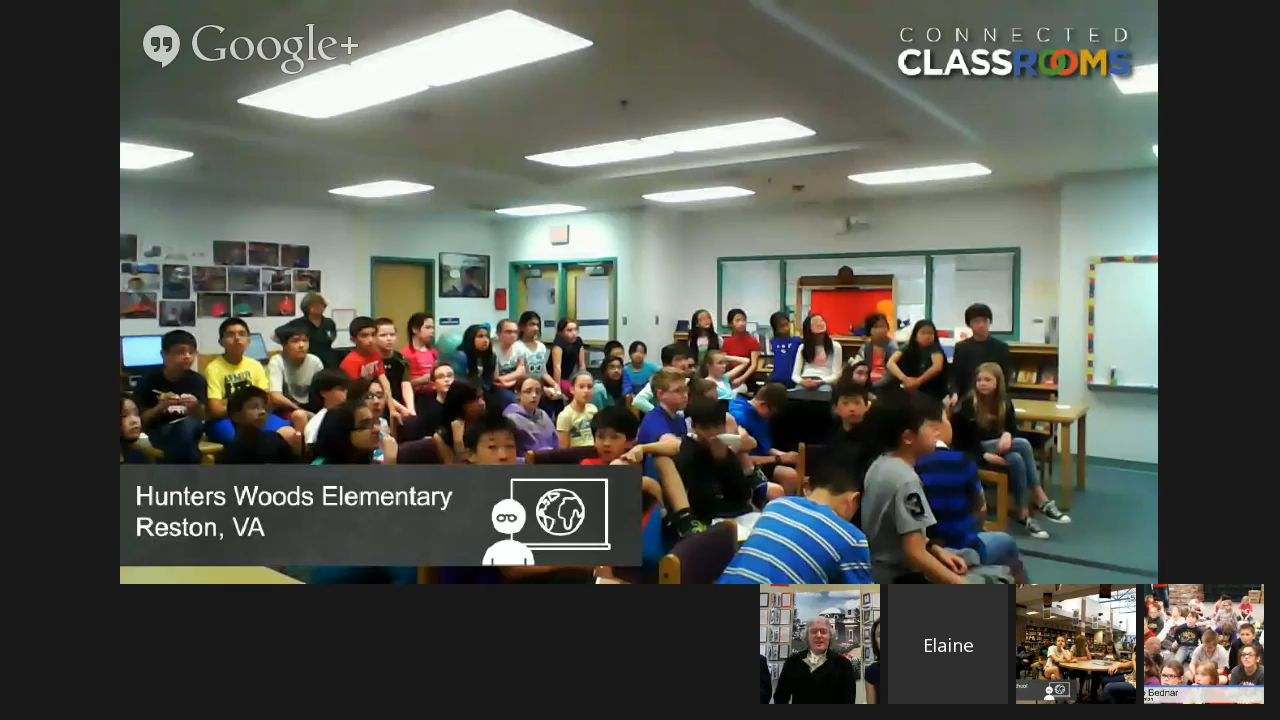 Google+
CONNECTED
CLASSROOMS
Hunters Woods Elementary
Reston, VA
Elaine
Bednar